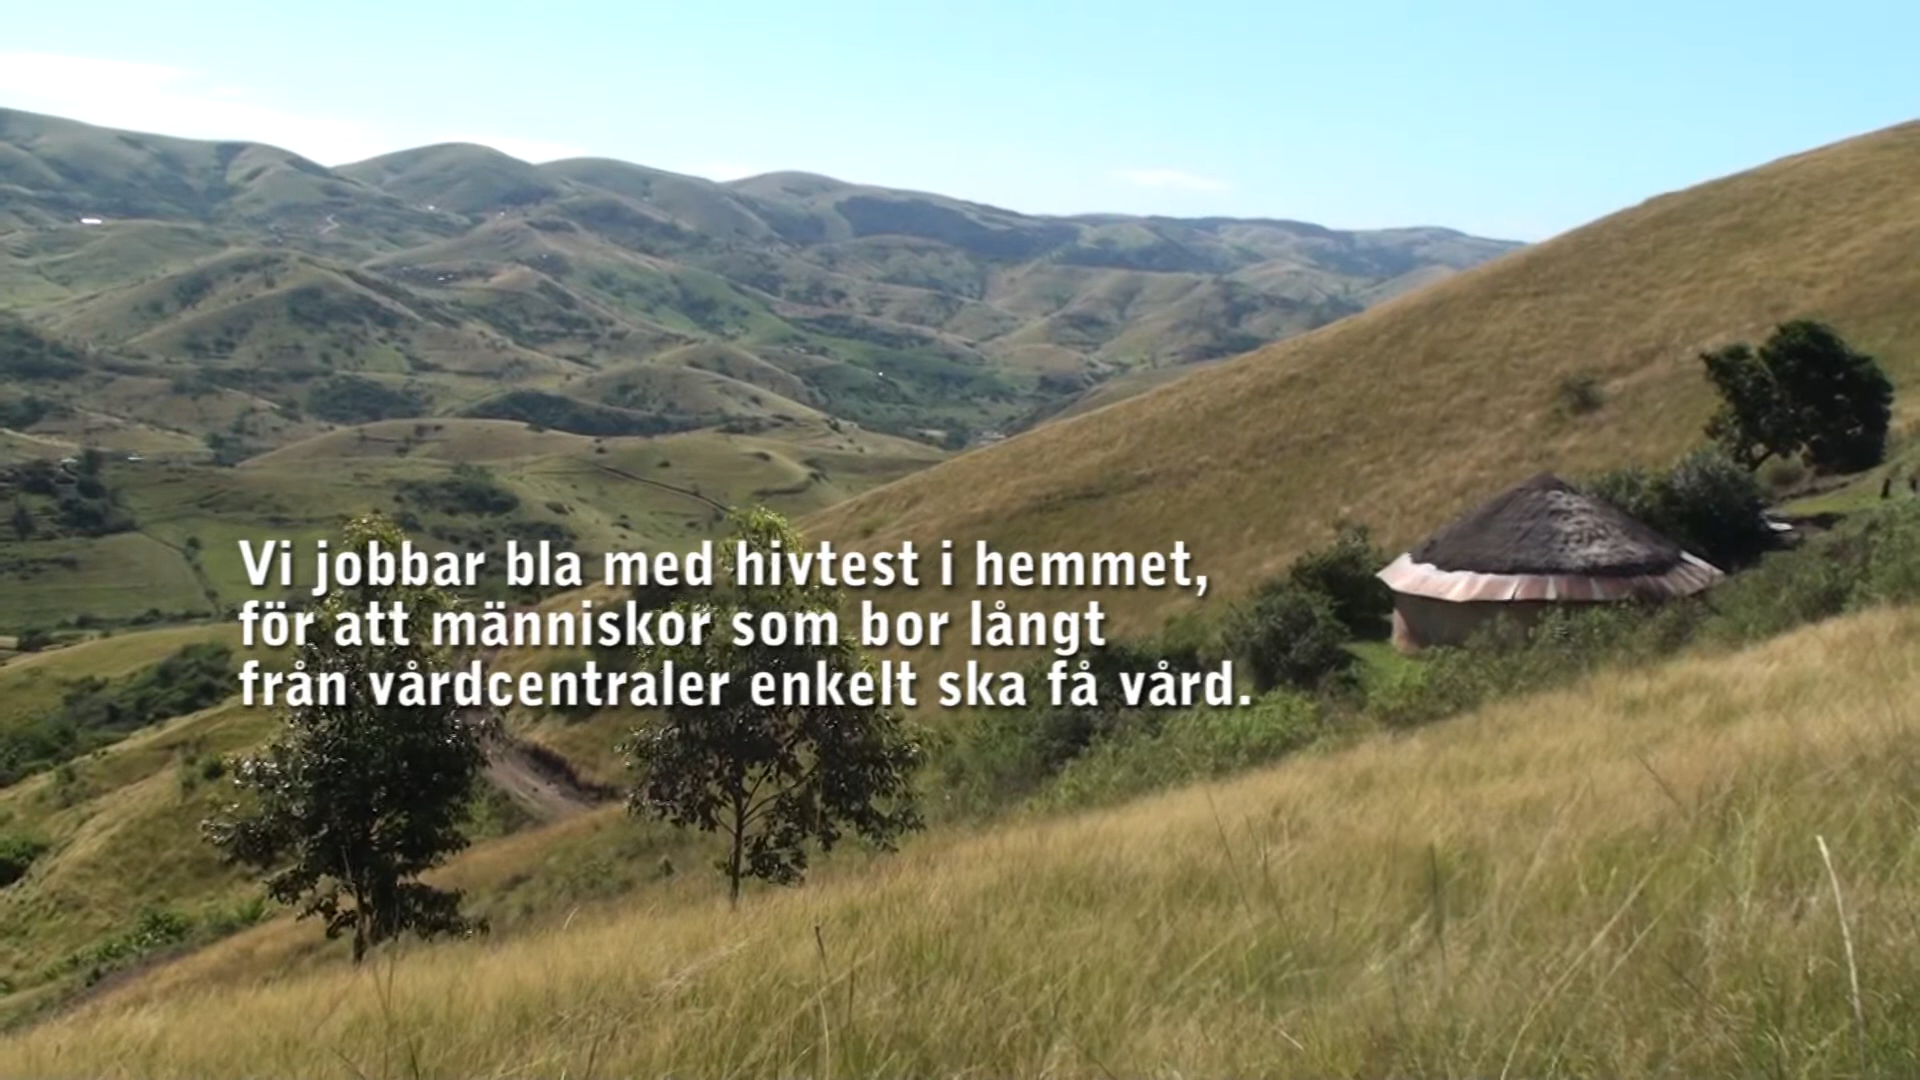 Vi jobbar bla med hivtest i hemmet,
för att människor som bor långt
från vårdcentraler enkelt ska få vård.